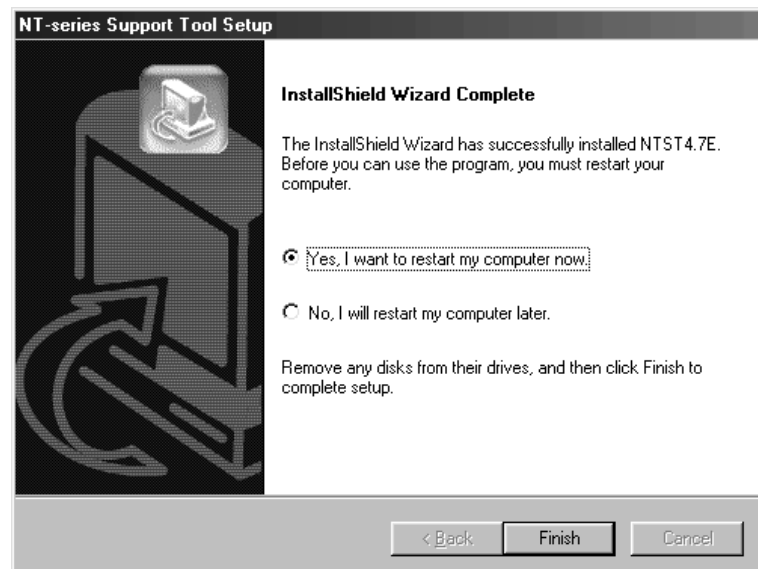 NT-series Support Tool Setup
InstallShield Wizard Complete
The InstallShield Wizard has successfully installed NTST4.7E.
Before you can use the program, you must restart your
computer.
Yes, I want to restart my computer now.
No, I will restart my computer later.
Remove any disks from their drives, and then click Finish to
complete setup.
< Back Finish Cancel